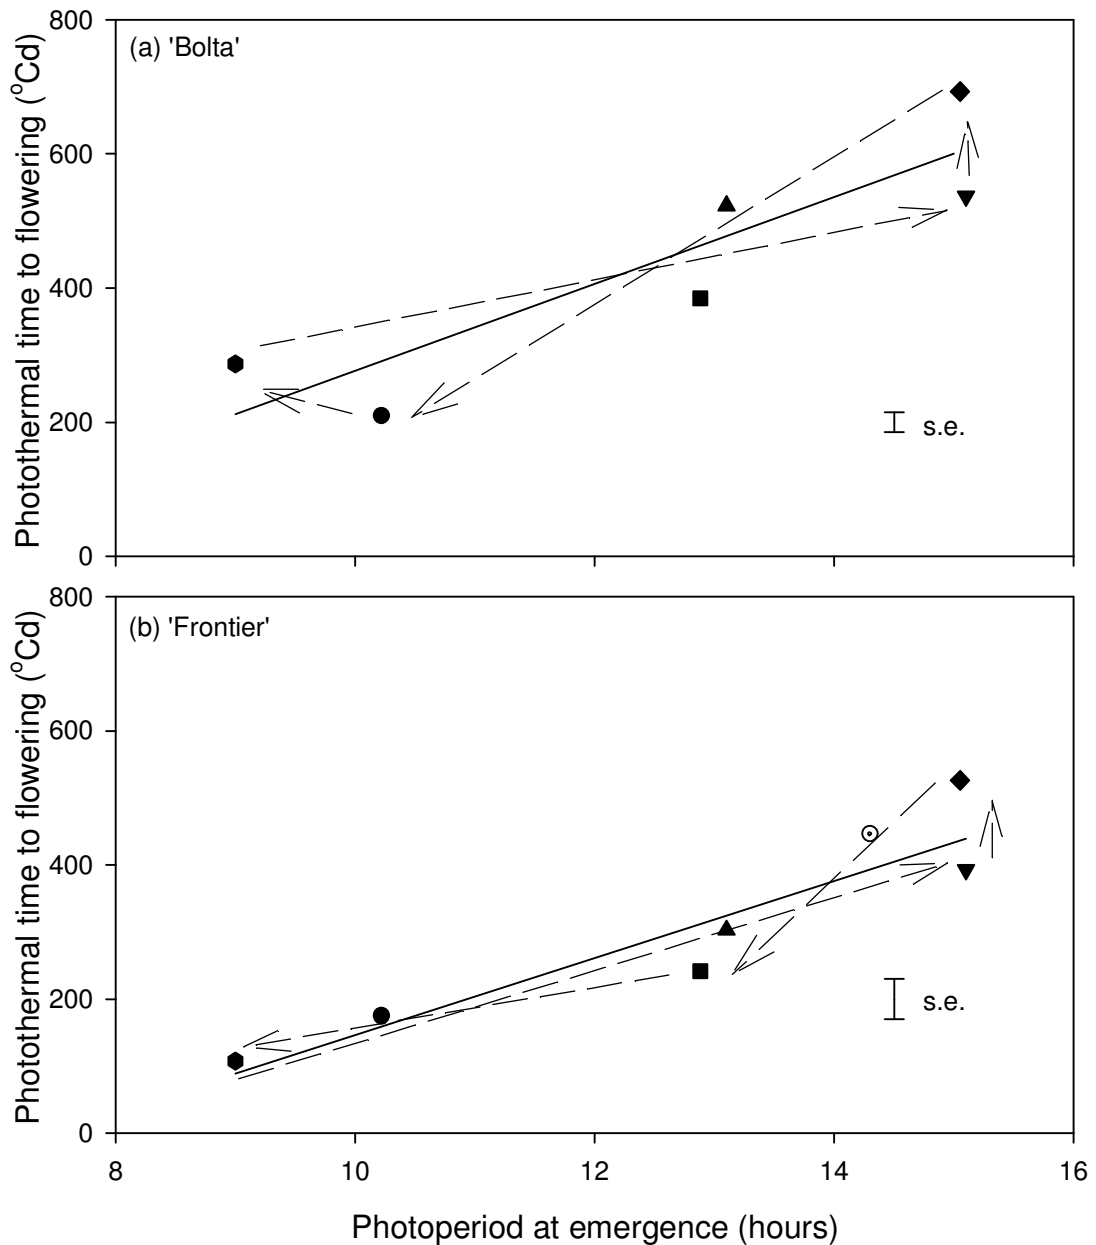 800
(a) 'Bolta'
600
400
200
0
s.e.
Photothermal time to flowering (°Cd)
800
(b) 'Frontier'
600
400
200
0
s.e.
Photothermal time to flowering (°Cd)
8 10 12 14 16
Photoperiod at emergence (hours)